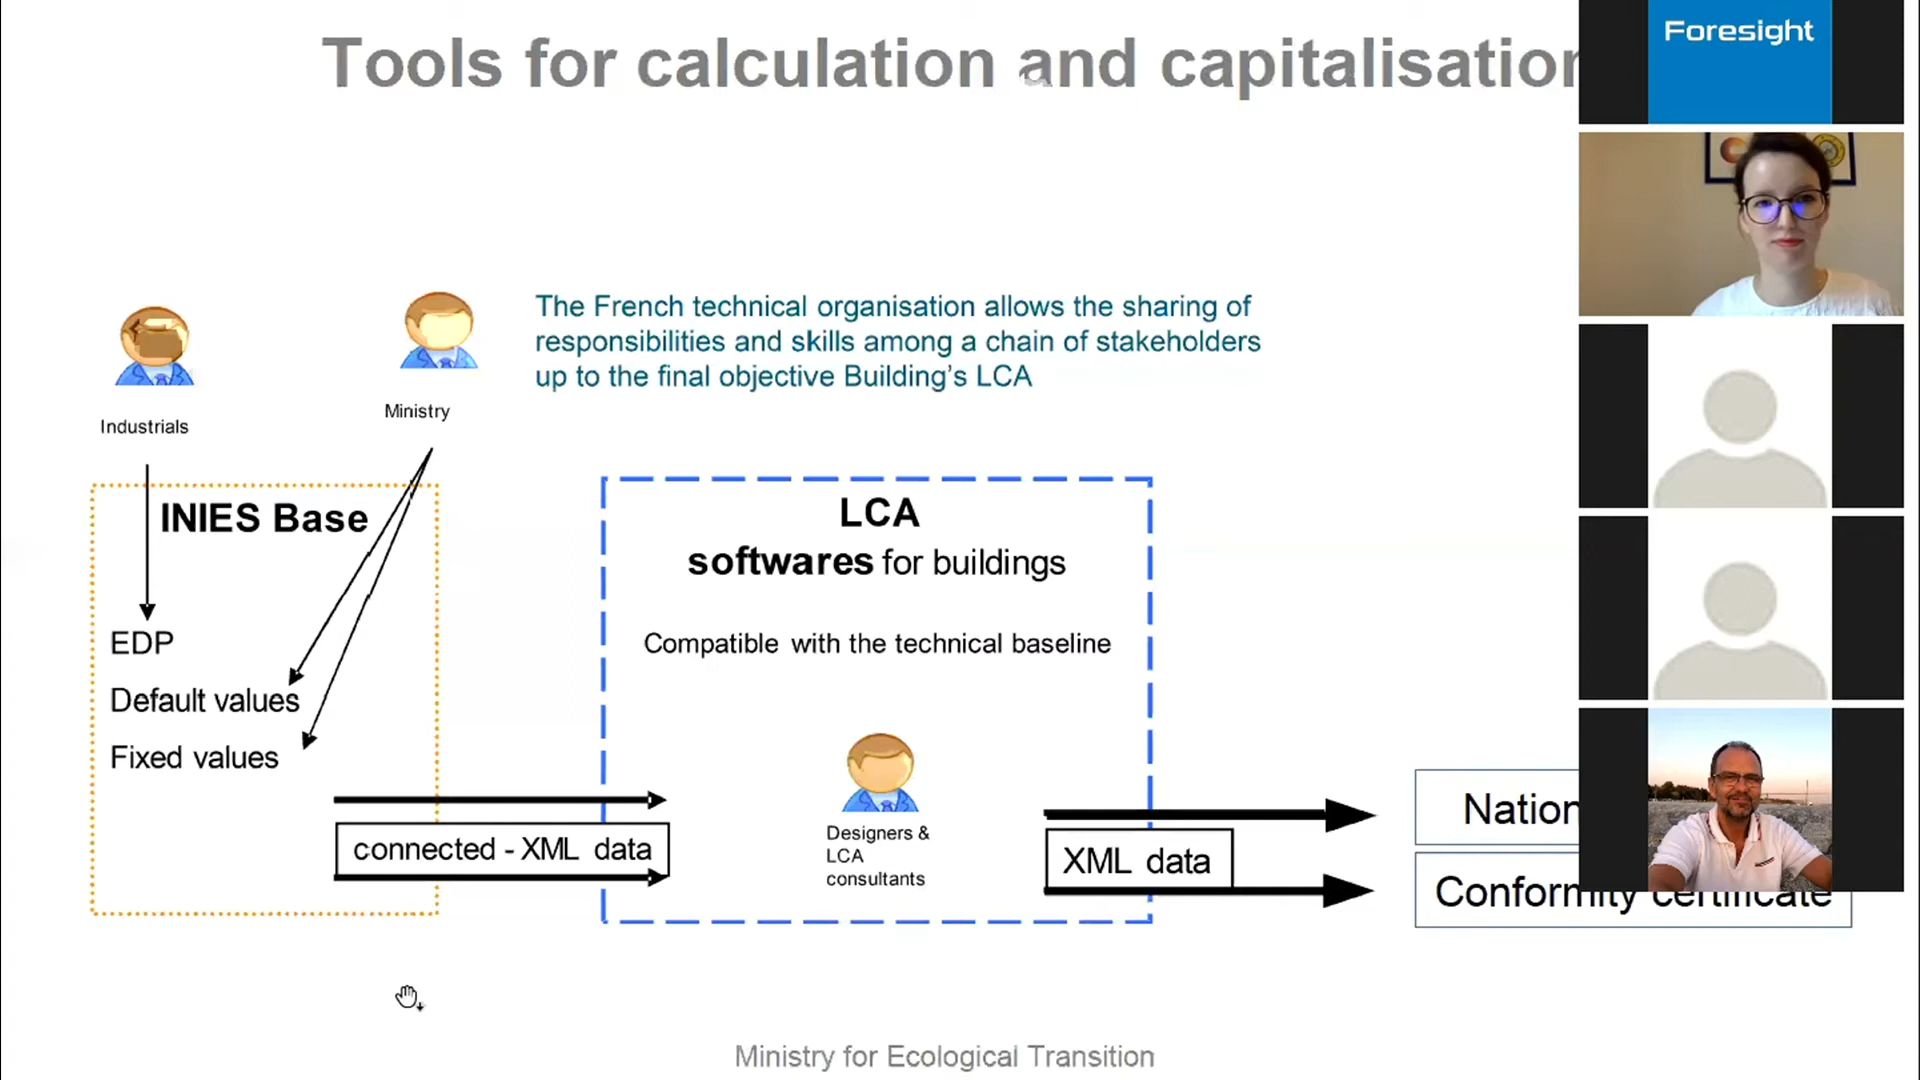 Tools for calculation and capitalisation
Foresight
The French technical organisation allows the sharing of
responsibilities and skills among a chain of stakeholders
up to the final objective Building's LCA
Industrials
Ministry
INIES Base
EDP
Default values
Fixed values
connected - XML data
LCA
softwares for buildings
Compatible with the technical baseline
Designers &
LCA
consultants
XML data
Conformity certificate
Ministry for Ecological Transition